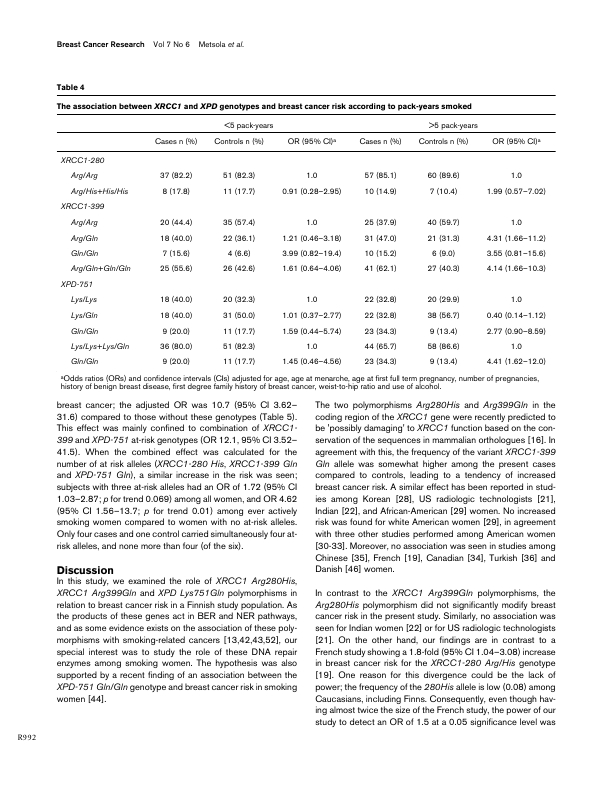 Breast Cancer Research Vol 7 No 6 Metsola et al.
Table 4
The association between XRCC1 and XPD genotypes and breast cancer risk according to pack-years smoked
<5 pack-years >5 pack-years
Cases n (%) Controls n (%) OR (95% CI)a Cases n (%) Controls n (%) OR (95% CI)a
XRCC1-280
Arg/Arg 37 (82.2) 51 (82.3) 1.0 57 (85.1) 60 (89.6) 1.0
Arg/His+His/His 8 (17.8) 11 (17.7) 0.91 (0.28–2.95) 10 (14.9) 7 (10.4) 1.99 (0.57–7.02)
XRCC1-399
Arg/Arg 20 (44.4) 35 (57.4) 1.0 25 (37.9) 40 (59.7) 1.0
Arg/Gln 18 (40.0) 22 (36.1) 1.21 (0.46–3.18) 31 (47.0) 21 (31.3) 4.31 (1.66–11.2)
Gln/Gln 7 (15.6) 4 (6.6) 3.99 (0.82–19.4) 10 (15.2) 6 (9.0) 3.55 (0.81–15.6)
Arg/Gln+Gln/Gln 25 (55.6) 26 (42.6) 1.61 (0.64–4.06) 41 (62.1) 27 (40.3) 4.14 (1.66–10.3)
XPD-751
Lys/Lys 18 (40.0) 20 (32.3) 1.0 22 (32.8) 20 (29.9) 1.0
Lys/Gln 18 (40.0) 31 (50.0) 1.01 (0.37–2.77) 22 (32.8) 38 (56.7) 0.40 (0.14–1.12)
Gln/Gln 9 (20.0) 11 (17.7) 1.59 (0.44–5.74) 23 (34.3) 9 (13.4) 2.77 (0.90–8.59)
Lys/Lys+Lys/Gln 36 (80.0) 51 (82.3) 1.0 44 (65.7) 58 (86.6) 1.0
Gln/Gln 9 (20.0) 11 (17.7) 1.45 (0.46–4.56) 23 (34.3) 9 (13.4) 4.41 (1.62–12.0)
aOdds ratios (ORs) and confidence intervals (CIs) adjusted for age, age at menarche, age at first full term pregnancy, number of pregnancies,
history of benign breast disease, first degree family history of breast cancer, weist-to-hip ratio and use of alcohol.
breast cancer; the adjusted OR was 10.7 (95% CI 3.62–
31.6) compared to those without these genotypes (Table 5).
This effect was mainly confined to combination of XRCC1-
399 and XPD-751 at-risk genotypes (OR 12.1, 95% CI 3.52–
41.5). When the combined effect was calculated for the
number of at risk alleles (XRCC1-280 His, XRCC1-399 Gln
and XPD-751 Gln), a similar increase in the risk was seen;
subjects with three at-risk alleles had an OR of 1.72 (95% CI
1.03–2.87; p for trend 0.069) among all women, and OR 4.62
(95% CI 1.56–13.7; p for trend 0.01) among ever actively
smoking women compared to women with no at-risk alleles.
Only four cases and one control carried simultaneously four at-
risk alleles, and none more than four (of the six).
Discussion
In this study, we examined the role of XRCC1 Arg280His,
XRCC1 Arg399Gln and XPD Lys751Gln polymorphisms in
relation to breast cancer risk in a Finnish study population. As
the products of these genes act in BER and NER pathways,
and as some evidence exists on the association of these poly-
morphisms with smoking-related cancers [13,42,43,52], our
special interest was to study the role of these DNA repair
enzymes among smoking women. The hypothesis was also
supported by a recent finding of an association between the
XPD-751 Gln/Gln genotype and breast cancer risk in smoking
women [44].
The two polymorphisms Arg280His and Arg399Gln in the
coding region of the XRCC1 gene were recently predicted to
be 'possibly damaging' to XRCC1 function based on the con-
servation of the sequences in mammalian orthologues [16]. In
agreement with this, the frequency of the variant XRCC1-399
Gln allele was somewhat higher among the present cases
compared to controls, leading to a tendency of increased
breast cancer risk. A similar effect has been reported in stud-
ies among Korean [28], US radiologic technologists [21],
Indian [22], and African-American [29] women. No increased
risk was found for white American women [29], in agreement
with three other studies performed among American women
[30-33]. Moreover, no association was seen in studies among
Chinese [35], French [19], Canadian [34], Turkish [36] and
Danish [46] women.
In contrast to the XRCC1 Arg399Gln polymorphisms, the
Arg280His polymorphism did not significantly modify breast
cancer risk in the present study. Similarly, no association was
seen for Indian women [22] or for US radiologic technologists
[21]. On the other hand, our findings are in contrast to a
French study showing a 1.8-fold (95% CI 1.04–3.08) increase
in breast cancer risk for the XRCC1-280 Arg/His genotype
[19]. One reason for this divergence could be the lack of
power; the frequency of the 280His allele is low (0.08) among
Caucasians, including Finns. Consequently, even though hav-
ing almost twice the size of the French study, the power of our
study to detect an OR of 1.5 at a 0.05 significance level was
R992